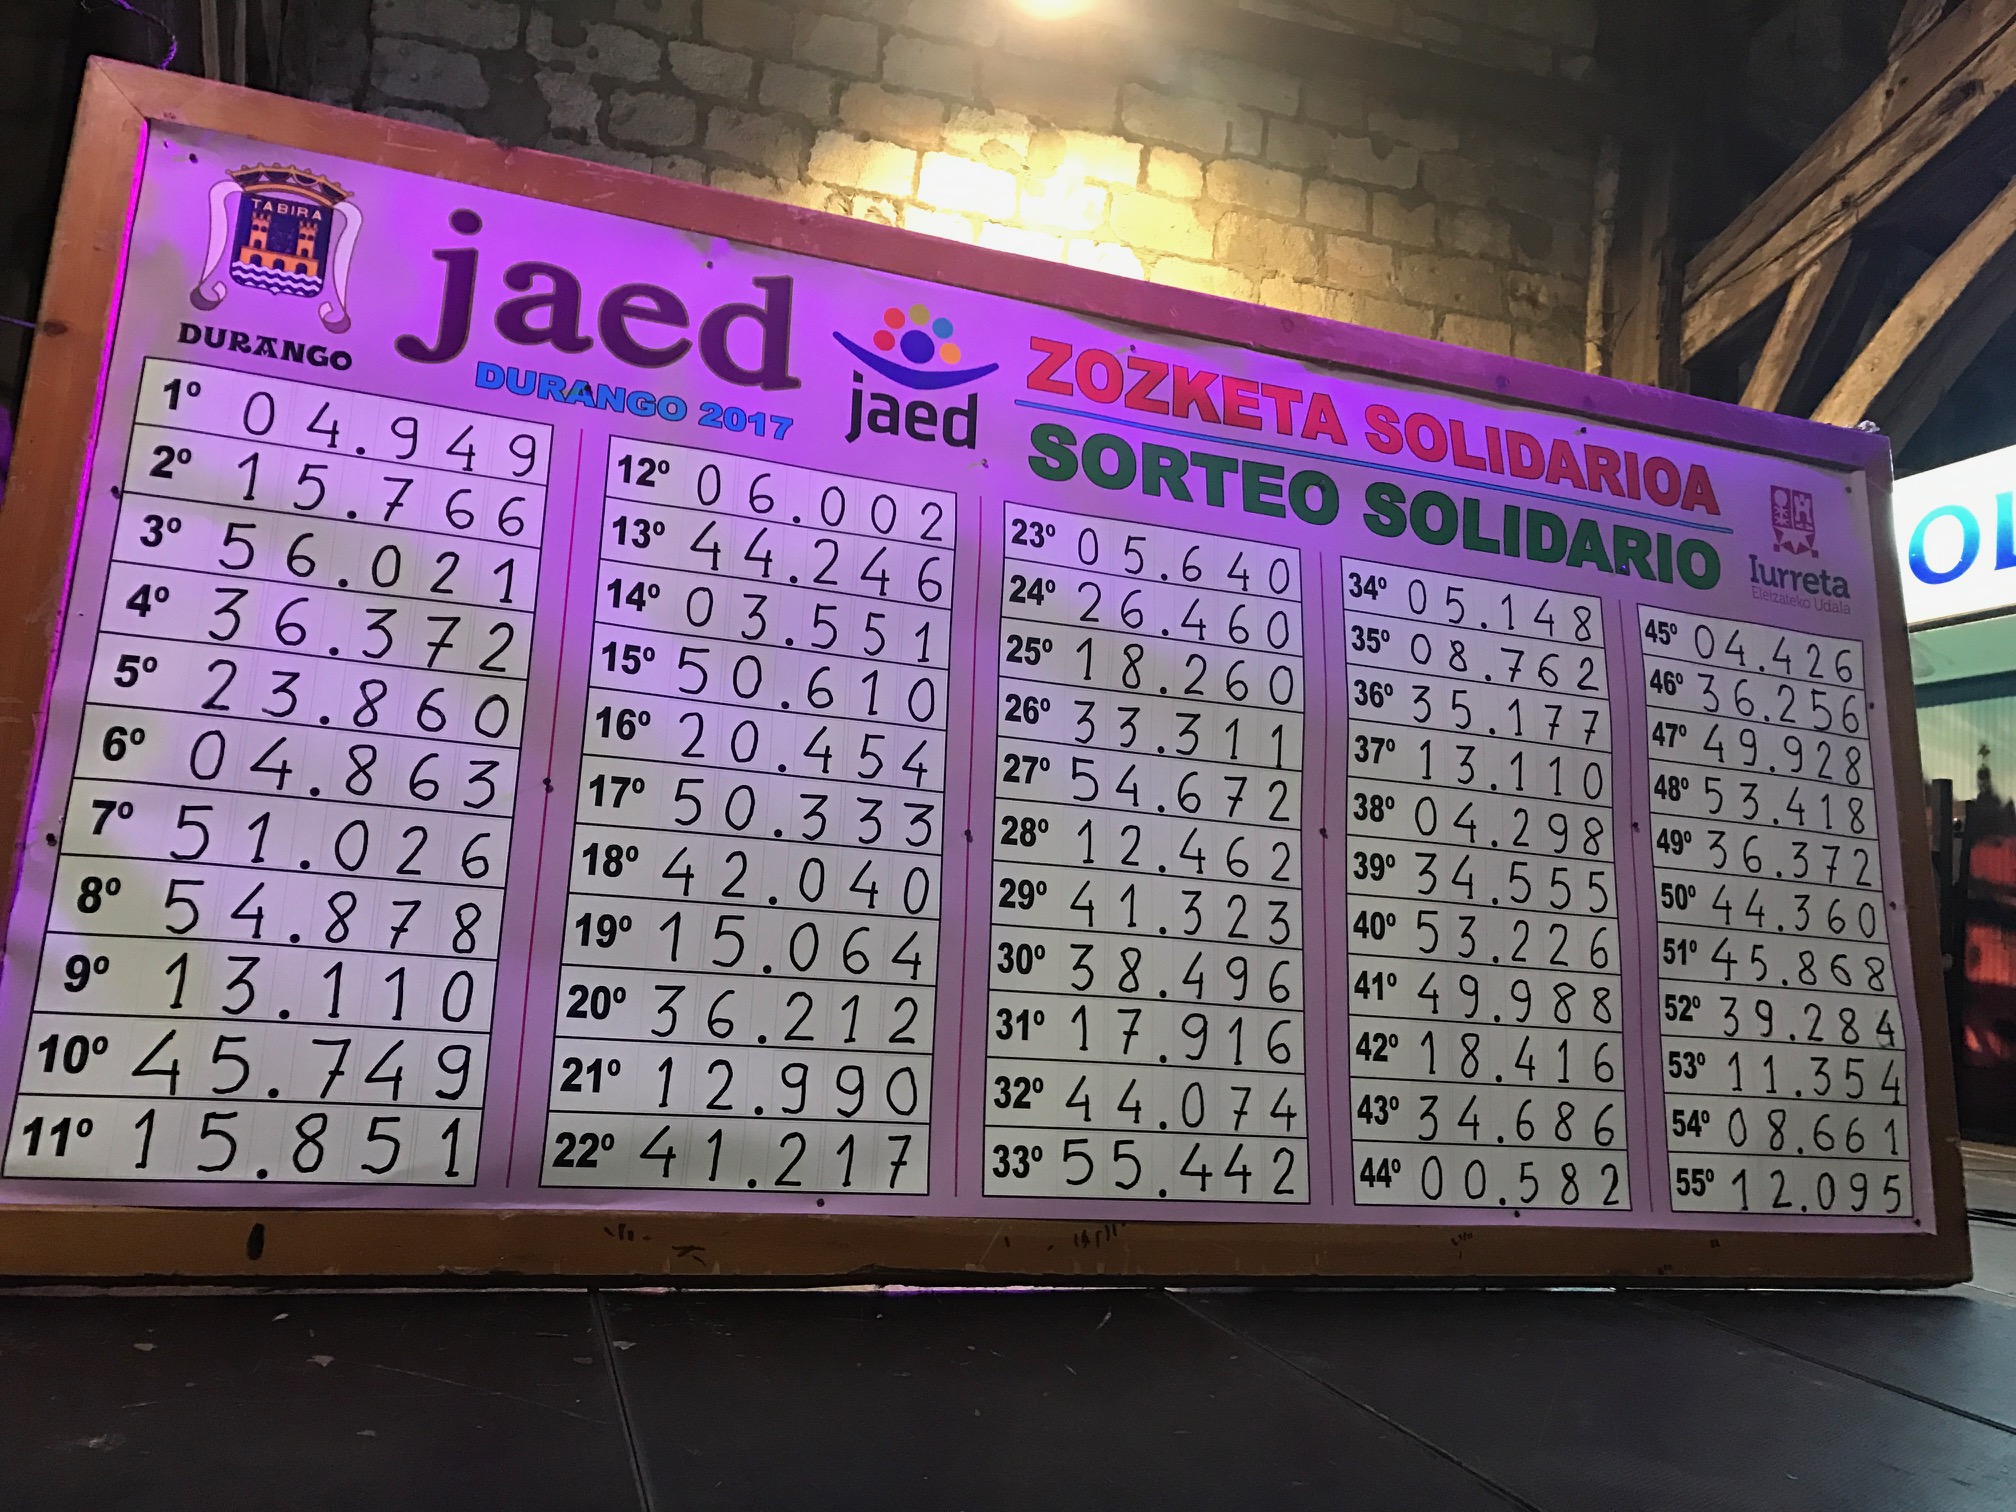 TABIRA
DURANGO
jaed
DURANGO 2017
jaed
ZOZKETA SOLIDARIOA
SORTEO SOLIDARIO
Iurreta
Eleizateko Udala
1º 04.949
2º 15.766
3º 56.021
4º 36.372
5º 23.860
6º 04.863
7º 51.026
8º 54.878
9º 13.110
10º 45.749
11º 15.851
12º 06.002
13º 44.246
14º 03.551
15º 50.610
16º 20.454
17º 50.333
18º 42.040
19º 15.064
20º 36.212
21º 12.990
22º 41.217
23º 05.640
24º 26.460
25º 18.260
26º 33.311
27º 54.672
28º 12.462
29º 41.323
30º 38.496
31º 17.916
32º 44.074
33º 55.442
34º 05.148
35º 08.762
36º 35.177
37º 13.110
38º 04.298
39º 34.555
40º 53.226
41º 49.988
42º 18.416
43º 34.686
44º 00.582
45º 04.426
46º 36.256
47º 49.928
48º 53.418
49º 36.372
50º 44.360
51º 45.868
52º 39.284
53º 11.354
54º 08.661
55º 12.095